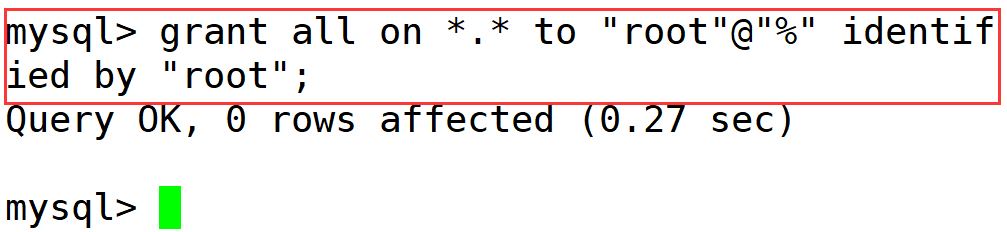 mysql> grant all on *.* to "root"@"%" identif
ied by "root";
Query OK, 0 rows affected (0.27 sec)
mysql>